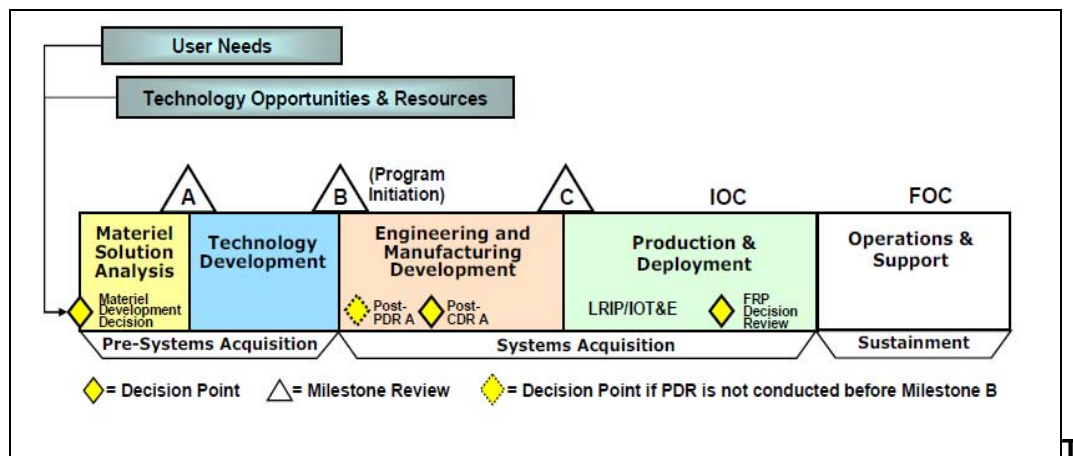 User Needs
Technology Opportunities & Resources
A
B
(Program
Initiation)
C
IOC
FOC
Materiel
Solution
Analysis
Technology
Development
Engineering and
Manufacturing
Development
Production &
Deployment
Operations &
Support
Materiel
Development
Decision
Post-
PDR A
Post-
CDR A
LRIP/IOT&E
FRP
Decision
Review
Pre-Systems Acquisition
Systems Acquisition
Sustainment
= Decision Point
= Milestone Review
= Decision Point if PDR is not conducted before Milestone B